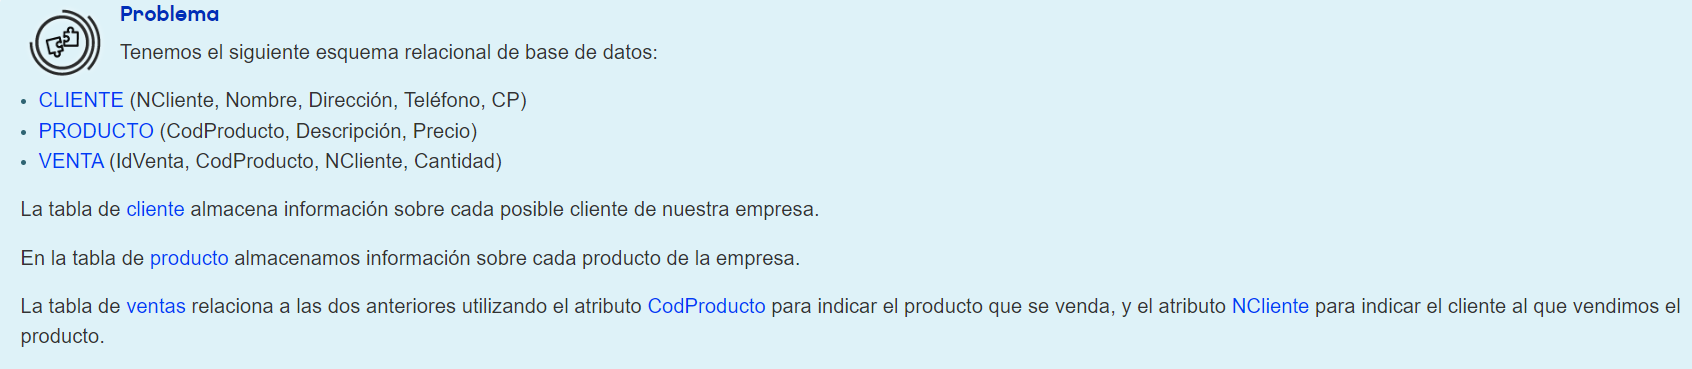 Problema
Tenemos el siguiente esquema relacional de base de datos:
• CLIENTE (NCliente, Nombre, Dirección, Teléfono, CP)
• PRODUCTO (CodProducto, Descripción, Precio)
• VENTA (IdVenta, CodProducto, NCliente, Cantidad)
La tabla de cliente almacena información sobre cada posible cliente de nuestra empresa.
En la tabla de producto almacenamos información sobre cada producto de la empresa.
La tabla de ventas relaciona a las dos anteriores utilizando el atributo CodProducto para indicar el producto que se venda, y el atributo NCliente para indicar el cliente al que vendimos el
producto.